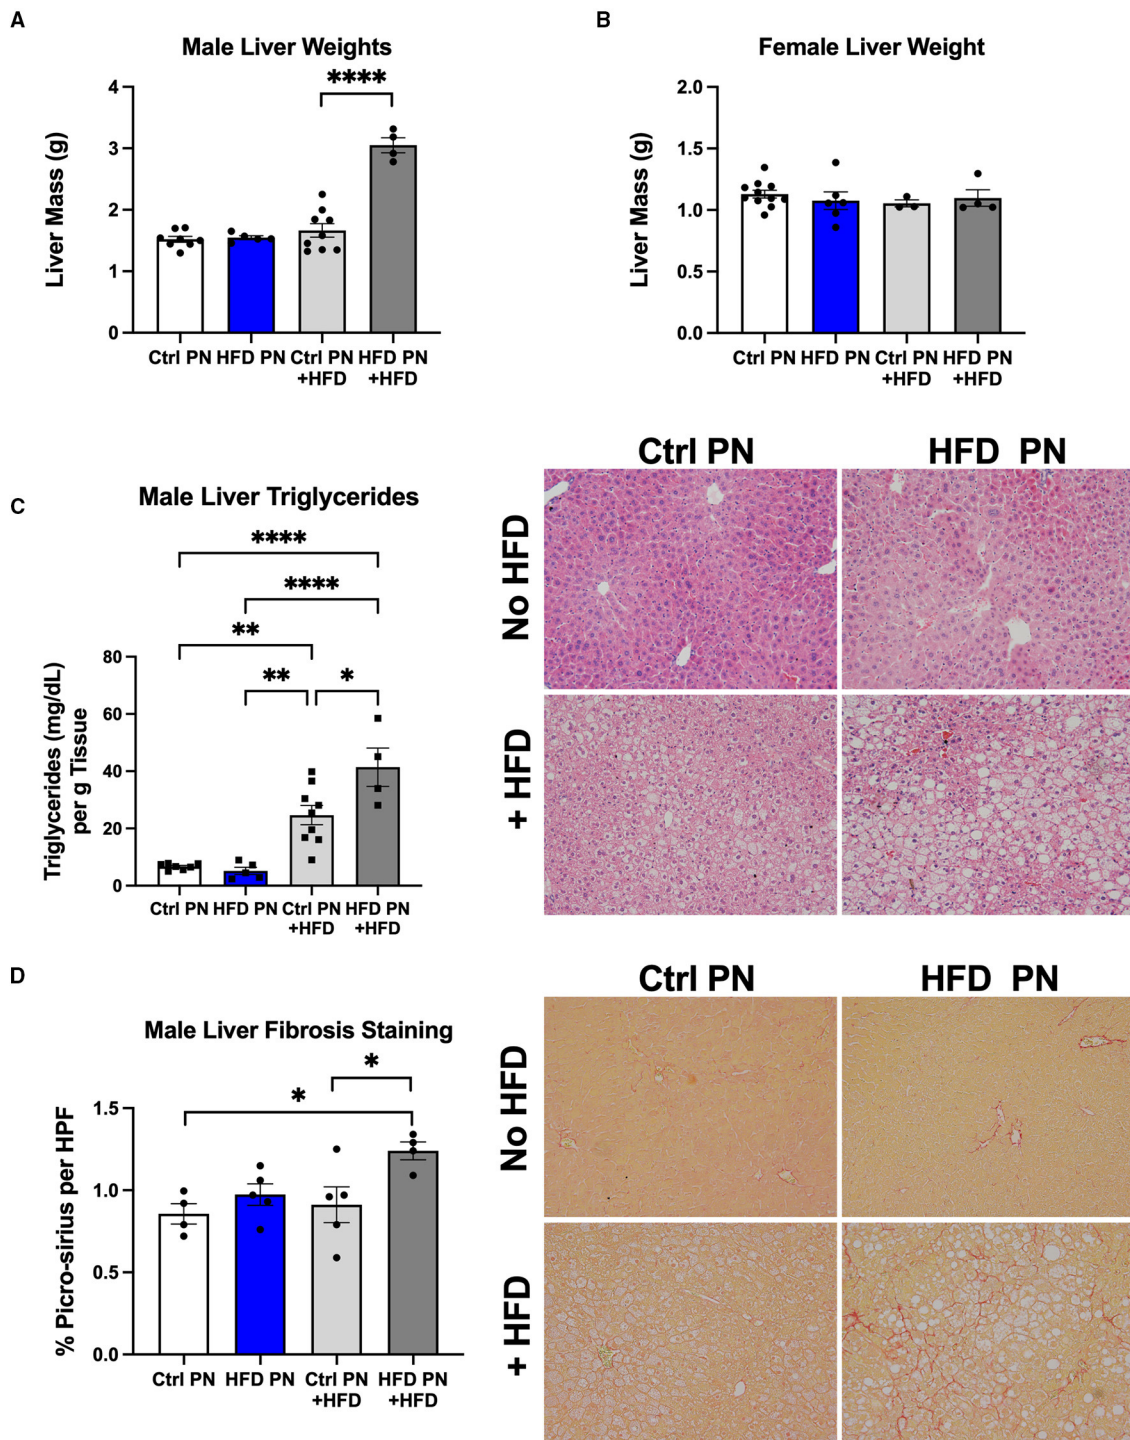 A
Male Liver Weights
****
Liver Mass (g)
4
3
2
1
0
Ctrl PN
HFD PN
Ctrl PN
+HFD
HFD PN
+HFD
B
Female Liver Weight
Liver Mass (g)
2.0
1.5
1.0
0.5
0.0
Ctrl PN
HFD PN
Ctrl PN
+HFD
HFD PN
+HFD
C
Male Liver Triglycerides
****
****
**
**
*
Triglycerides (mg/dL)
per g Tissue
80
60
40
20
0
Ctrl PN
HFD PN
Ctrl PN
+HFD
HFD PN
+HFD
Ctrl PN
HFD PN
No HFD
+ HFD
D
Male Liver Fibrosis Staining
*
*
% Picro-sirius per HPF
1.5
1.0
0.5
0.0
Ctrl PN
HFD PN
Ctrl PN
+HFD
HFD PN
+HFD
Ctrl PN
HFD PN
No HFD
+ HFD